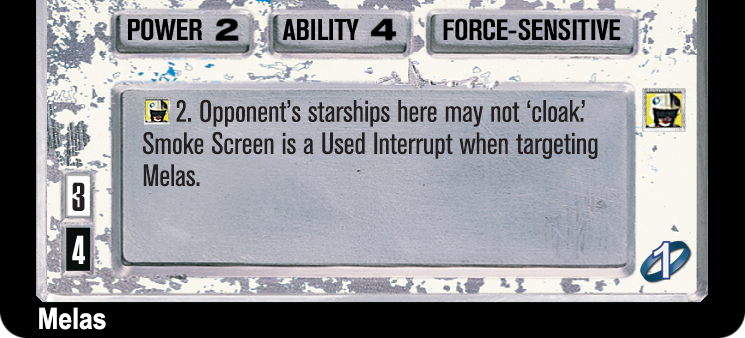 POWER 2 ABILITY 4 FORCE-SENSITIVE
2. Opponent's starships here may not 'cloak.'
Smoke Screen is a Used Interrupt when targeting
Melas.
3
4
1
Melas